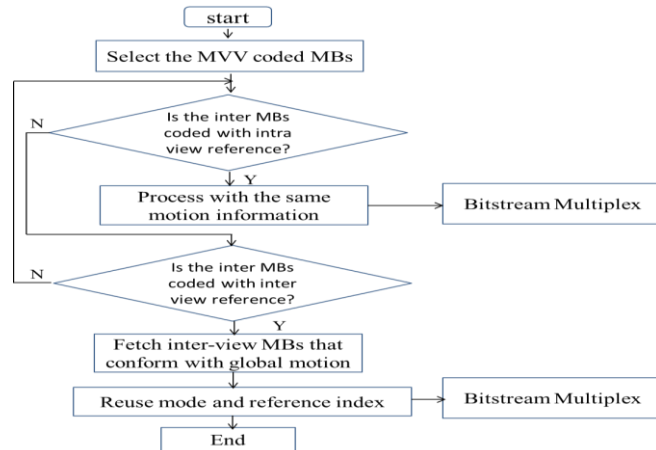 start
Select the MVV coded MBs
N
Is the inter MBs
coded with intra
view reference?
Y
Process with the same
motion information
Bitstream Multiplex
N
Is the inter MBs
coded with inter
view reference?
Y
Fetch inter-view MBs that
conform with global motion
Reuse mode and reference index
Bitstream Multiplex
End